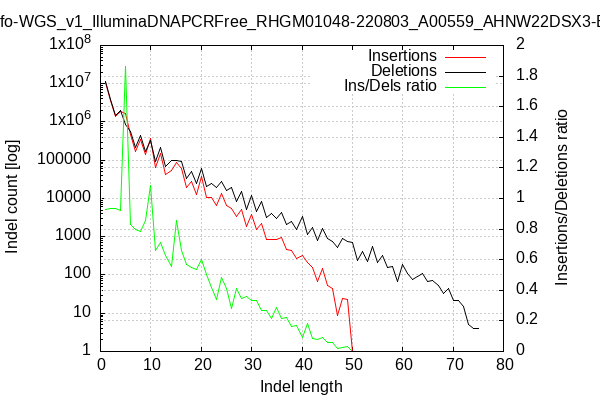 fo-WGS_v1_IlluminaDNAPCRFree_RHGM01048-220803_A00559_AHNW22DSX3-E
Insertions
Deletions
Ins/Dels ratio
Indel count [log]
1x10^8
1x10^7
1x10^6
100000
10000
1000
100
10
1
Insertions/Deletions ratio
2
1.8
1.6
1.4
1.2
1
0.8
0.6
0.4
0.2
0
0 10 20 30 40 50 60 70 80
Indel length